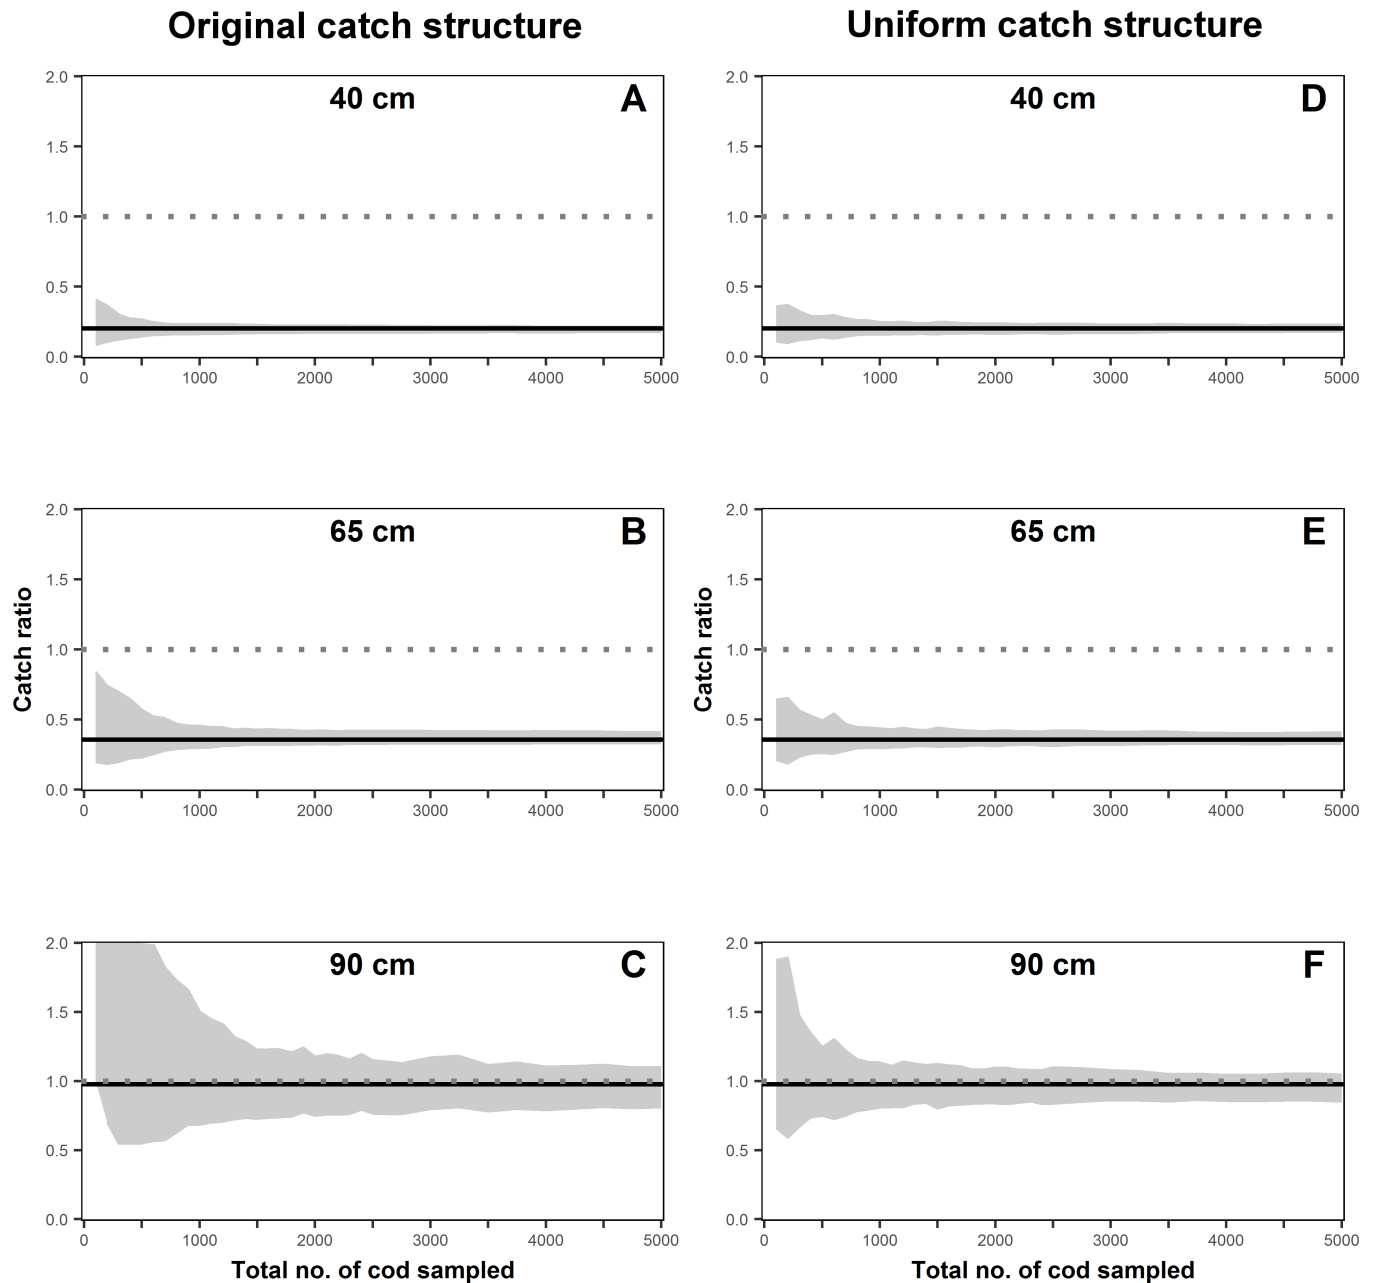 Original catch structure
Uniform catch structure
40 cm
A
2.0
1.5
1.0
0.5
0.0
0 1000 2000 3000 4000 5000
40 cm
D
2.0
1.5
1.0
0.5
0.0
0 1000 2000 3000 4000 5000
Catch ratio
65 cm
B
2.0
1.5
1.0
0.5
0.0
0 1000 2000 3000 4000 5000
Catch ratio
65 cm
E
2.0
1.5
1.0
0.5
0.0
0 1000 2000 3000 4000 5000
90 cm
C
2.0
1.5
1.0
0.5
0.0
0 1000 2000 3000 4000 5000
Total no. of cod sampled
90 cm
F
2.0
1.5
1.0
0.5
0.0
0 1000 2000 3000 4000 5000
Total no. of cod sampled